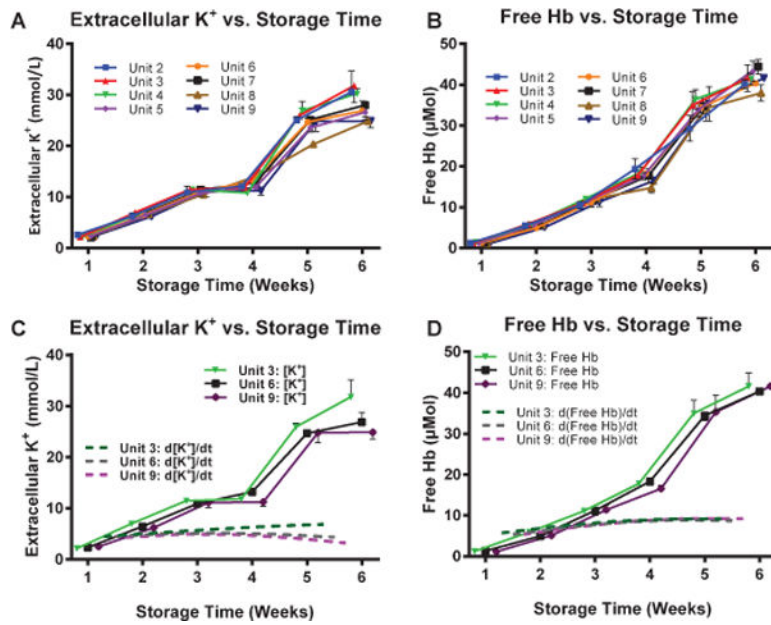 A
Extracellular K+ vs. Storage Time
Extracellular K+ (mmol/L)
40
30
20
10
0
Unit 2
Unit 3
Unit 4
Unit 5
Unit 6
Unit 7
Unit 8
Unit 9
1 2 3 4 5 6
Storage Time (Weeks)
B
Free Hb vs. Storage Time
Free Hb (µMol)
50
40
30
20
10
0
Unit 2
Unit 3
Unit 4
Unit 5
Unit 6
Unit 7
Unit 8
Unit 9
1 2 3 4 5 6
Storage Time (Weeks)
C
Extracellular K+ vs. Storage Time
Extracellular K+ (mmol/L)
40
30
20
10
0
Unit 3: [K+]
Unit 6: [K+]
Unit 9: [K+]
Unit 3: d[K+]/dt
Unit 6: d[K+]/dt
Unit 9: d[K+]/dt
1 2 3 4 5 6
Storage Time (Weeks)
D
Free Hb vs. Storage Time
Free Hb (µMol)
50
40
30
20
10
0
Unit 3: Free Hb
Unit 6: Free Hb
Unit 9: Free Hb
Unit 3: d(Free Hb)/dt
Unit 6: d(Free Hb)/dt
Unit 9: d(Free Hb)/dt
1 2 3 4 5 6
Storage Time (Weeks)